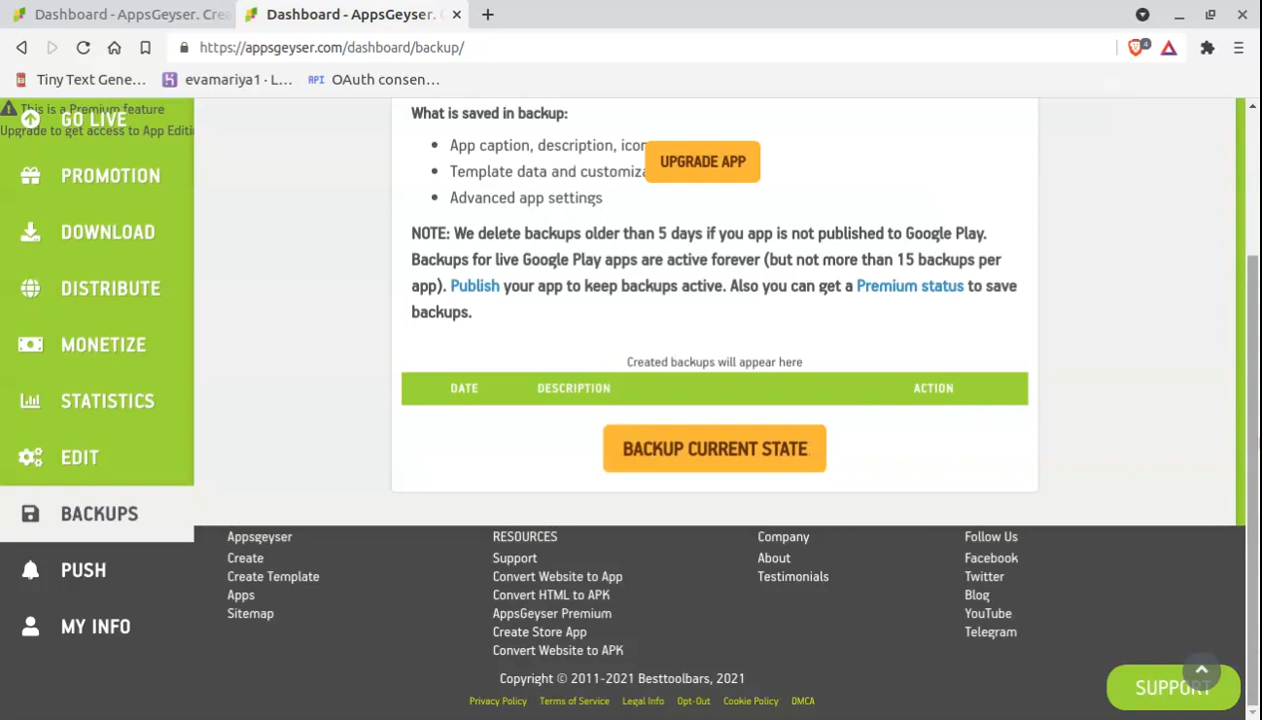 Dashboard - AppsGeyser. Crea
Dashboard - AppsGeyser. C
https://appsgeyser.com/dashboard/backup/
4
Tiny Text Gene...
evamariya1 · L...
API OAuth consen...
This is a Premium feature
Upgrade to get access to App Editi
GO LIVE
PROMOTION
DOWNLOAD
DISTRIBUTE
MONETIZE
STATISTICS
EDIT
BACKUPS
PUSH
MY INFO
What is saved in backup:
App caption, description, icon
Template data and customiza
Advanced app settings
UPGRADE APP
NOTE: We delete backups older than 5 days if you app is not published to Google Play.
Backups for live Google Play apps are active forever (but not more than 15 backups per
app). Publish your app to keep backups active. Also you can get a Premium status to save
backups.
Created backups will appear here
DATE DESCRIPTION ACTION
BACKUP CURRENT STATE
Appsgeyser
Create
Create Template
Apps
Sitemap
RESOURCES
Support
Convert Website to App
Convert HTML to APK
AppsGeyser Premium
Create Store App
Convert Website to APK
Company
About
Testimonials
Follow Us
Facebook
Twitter
Blog
YouTube
Telegram
Copyright © 2011-2021 Besttoolbars, 2021
Privacy Policy Terms of Service Legal Info Opt-Out Cookie Policy DMCA
SUPPORT